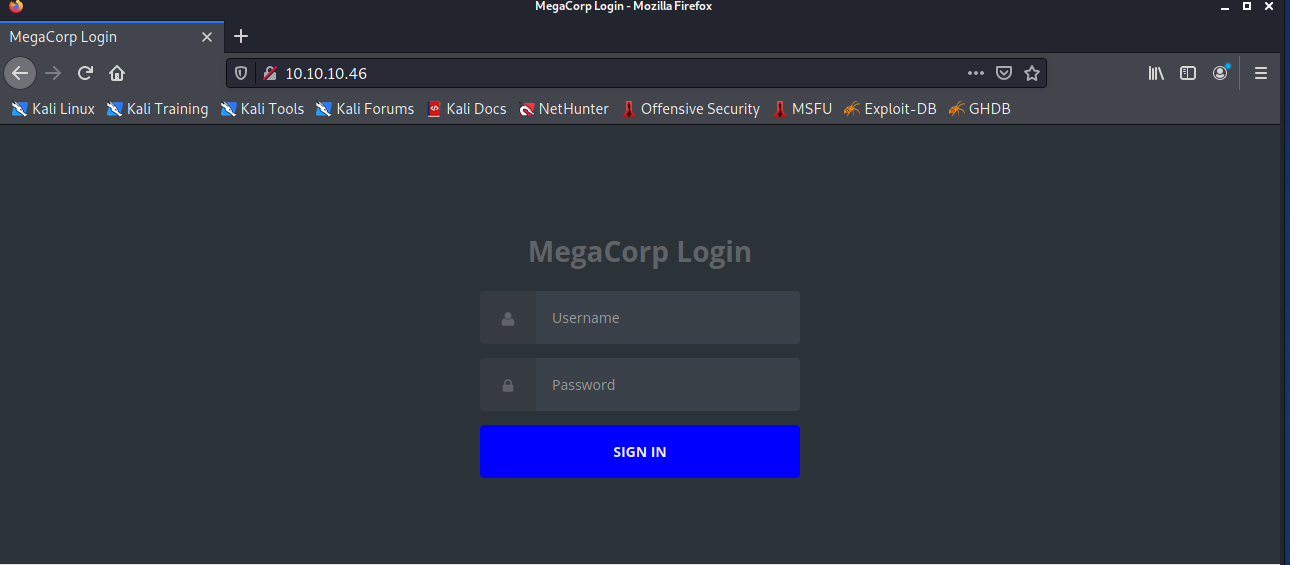 MegaCorp Login - Mozilla Firefox
MegaCorp Login
10.10.10.46
Kali Linux Kali Training Kali Tools Kali Forums Kali Docs NetHunter Offensive Security MSFU Exploit-DB GHDB
MegaCorp Login
Username
Password
SIGN IN